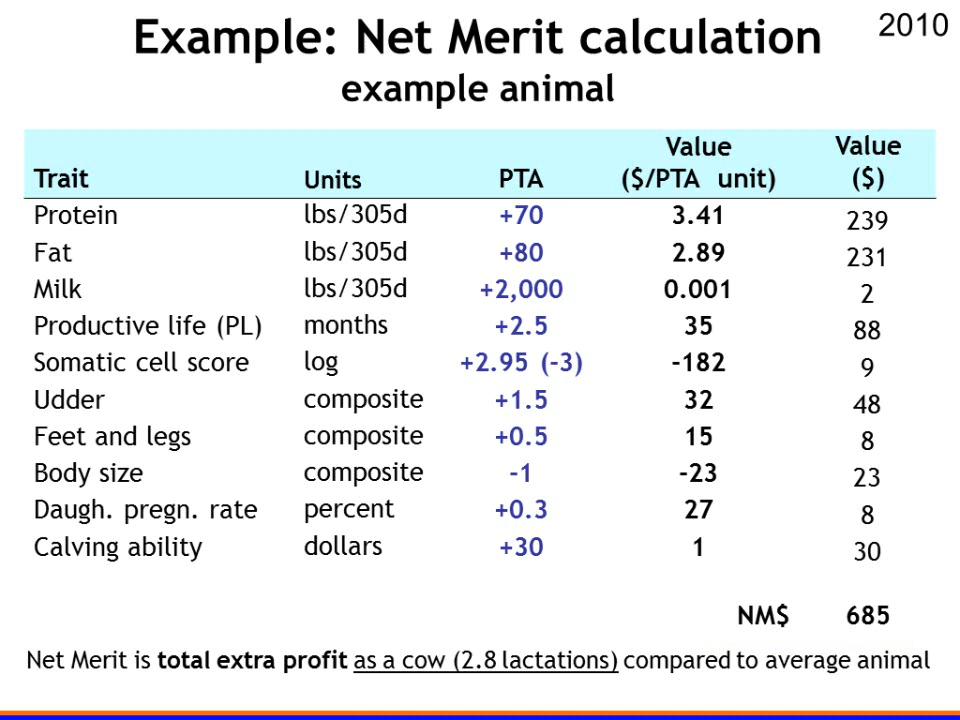 2010
Example: Net Merit calculation
example animal
Trait Units PTA Value ($/PTA unit) Value ($)
Protein lbs/305d +70 3.41 239
Fat lbs/305d +80 2.89 231
Milk lbs/305d +2,000 0.001 2
Productive life (PL) months +2.5 35 88
Somatic cell score log +2.95 (-3) -182 9
Udder composite +1.5 32 48
Feet and legs composite +0.5 15 8
Body size composite -1 -23 23
Daugh. pregn. rate percent +0.3 27 8
Calving ability dollars +30 1 30
NM$ 685
Net Merit is total extra profit as a cow (2.8 lactations) compared to average animal